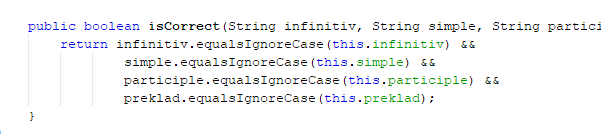 public boolean isCorrect(String infinitiv, String simple, String
return infinitiv.equalsIgnoreCase(this.infinitiv) &&
simple.equalsIgnoreCase(this.simple) &&
participle.equalsIgnoreCase(this.participle) &&
preklad.equalsIgnoreCase(this.preklad);
}